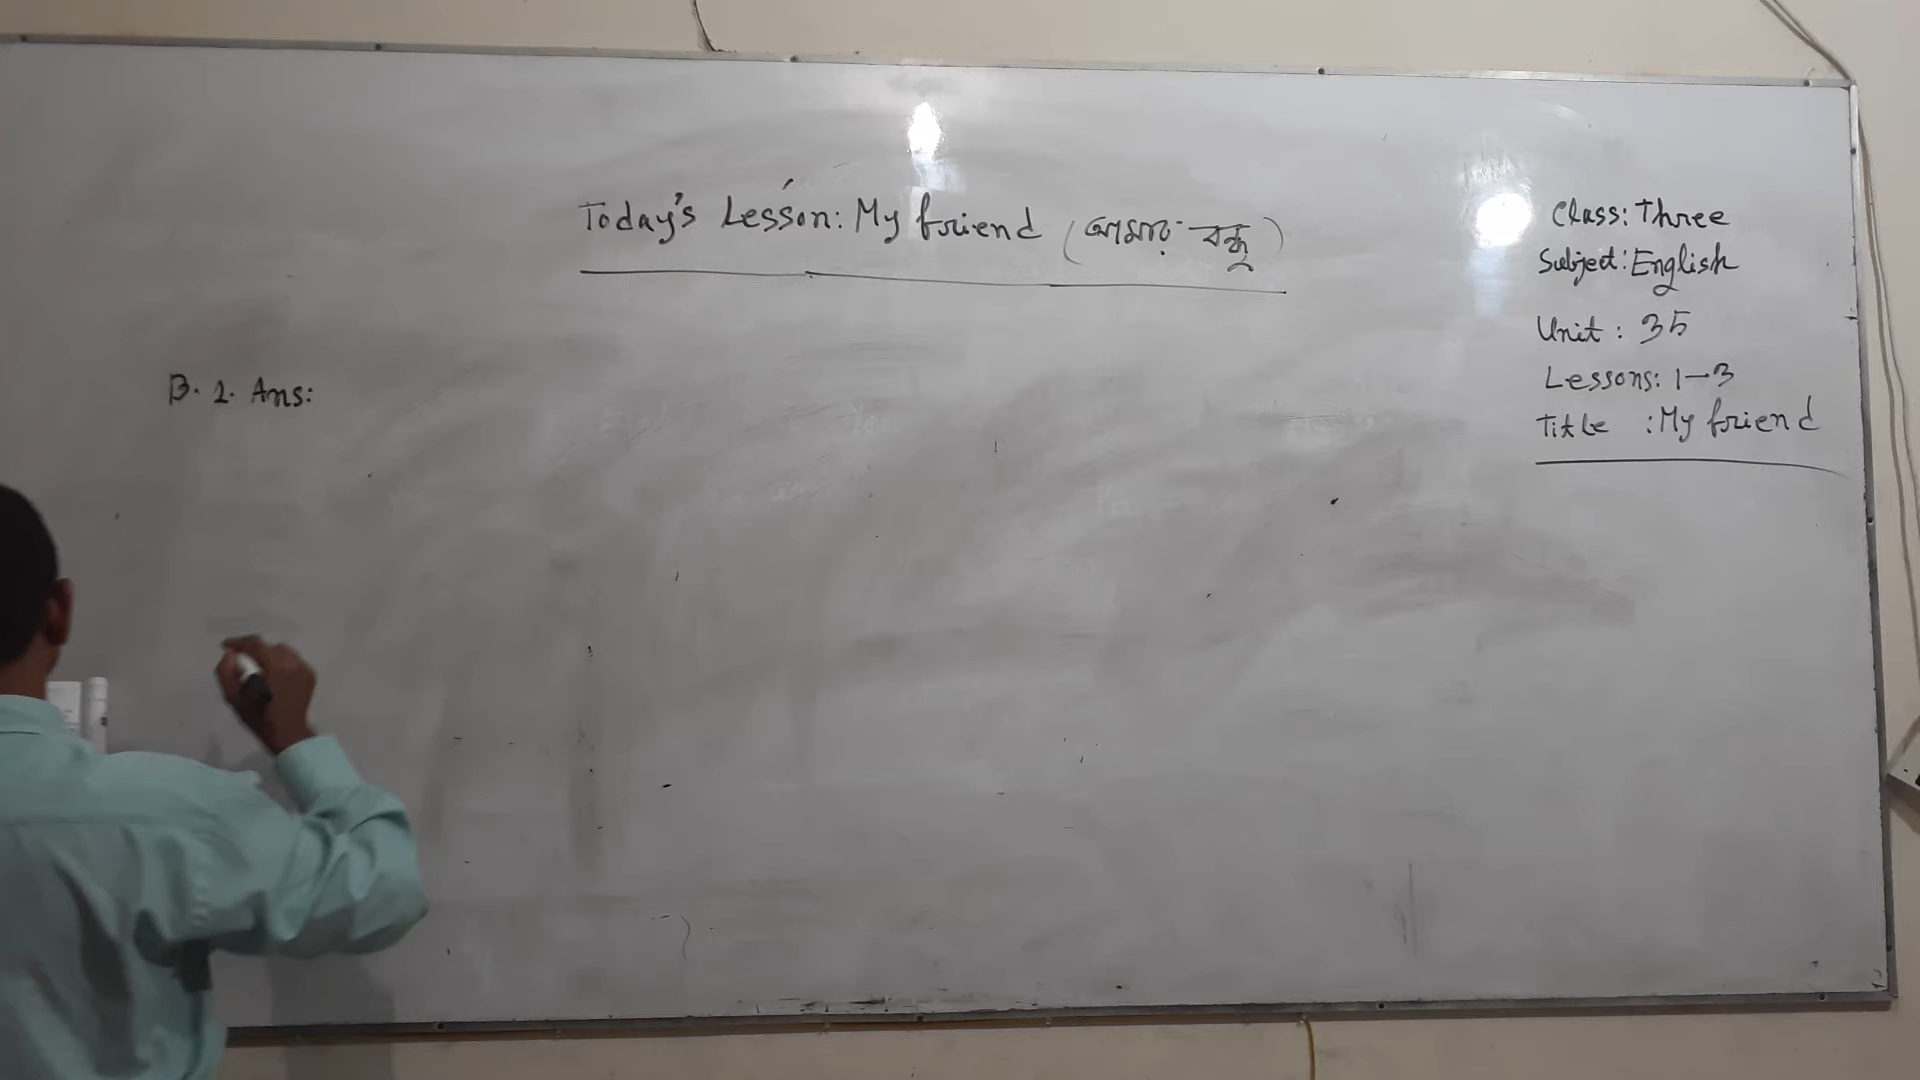 Today's Lesson: My friend (আমার বন্ধু)
Class: Three
Subject: English
Unit : 35
Lessons: 1-3
Title : My friend
B. 1. Ans: